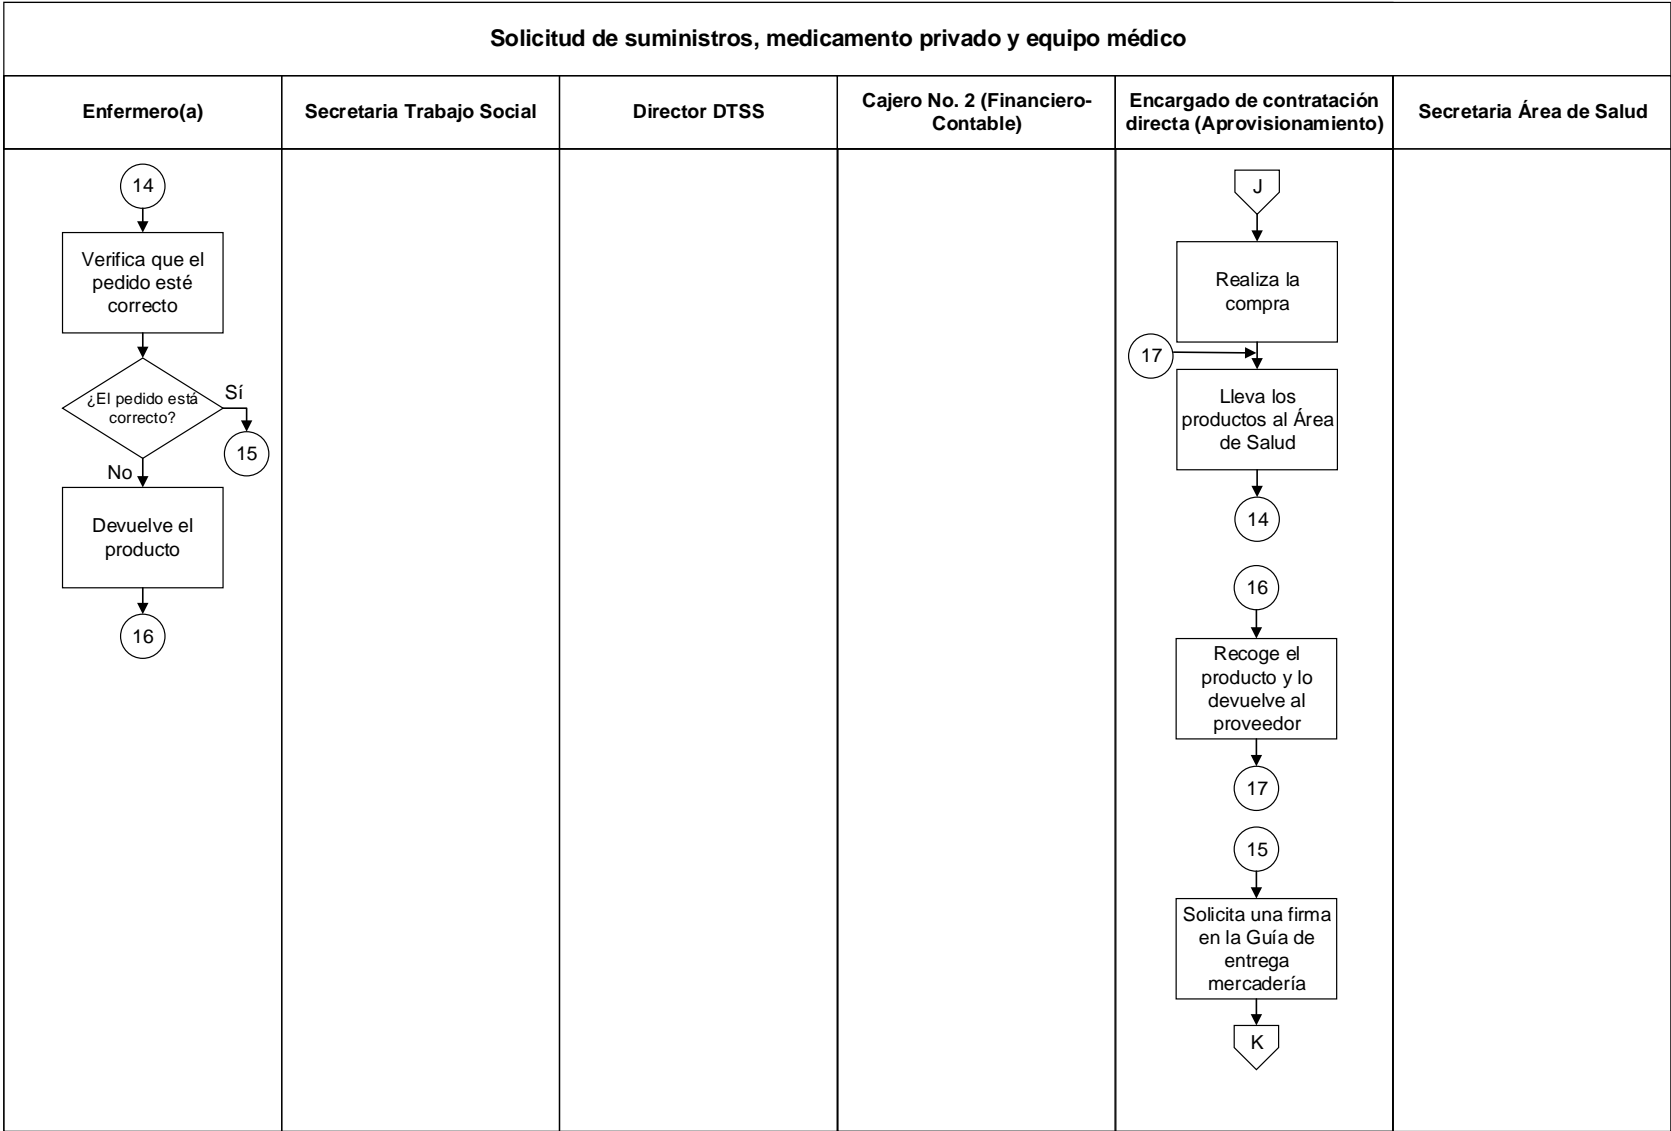 Solicitud de suministros, medicamento privado y equipo médico
Enfermero(a)
Secretaria Trabajo Social
Director DTSS
Cajero No. 2 (Financiero-
Contable)
Encargado de contratación
directa (Aprovisionamiento)
Secretaria Área de Salud
14
Verifica que el
pedido esté
correcto
¿El pedido está
correcto?
Sí
15
No
Devuelve el
producto
16
J
Realiza la
compra
17
Lleva los
productos al Área
de Salud
14
16
Recoge el
producto y lo
devuelve al
proveedor
17
15
Solicita una firma
en la Guía de
entrega
mercadería
K